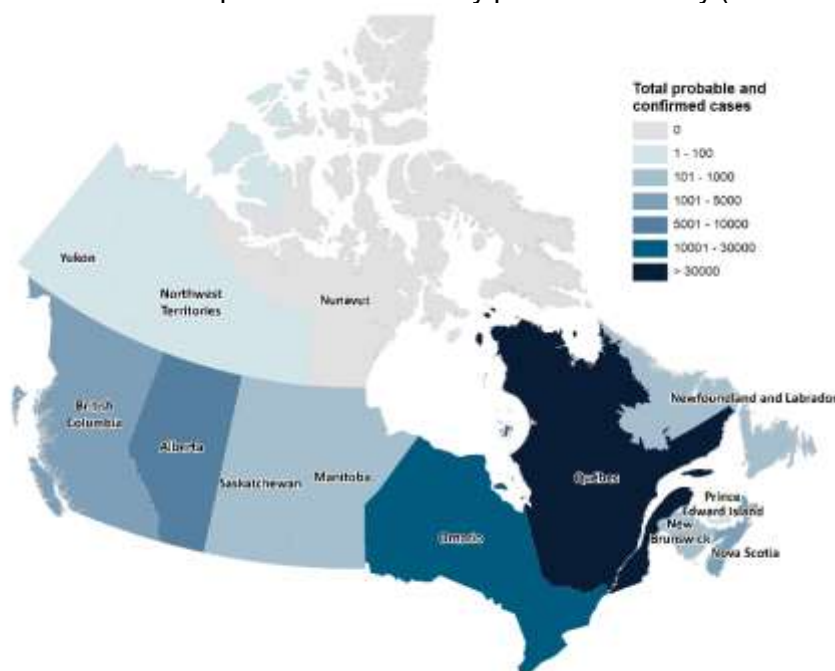 Total probable and
confirmed cases
0
1 - 100
101 - 1000
1001 - 5000
5001 - 10000
10001 - 30000
> 30000
Yukon
Northwest
Territories
Nunavut
British
Columbia
Alberta
Saskatchewan
Manitoba
Ontario
Québec
Newfoundland and Labrador
Prince
Edward Island
New
Brunswick
Nova Scotia